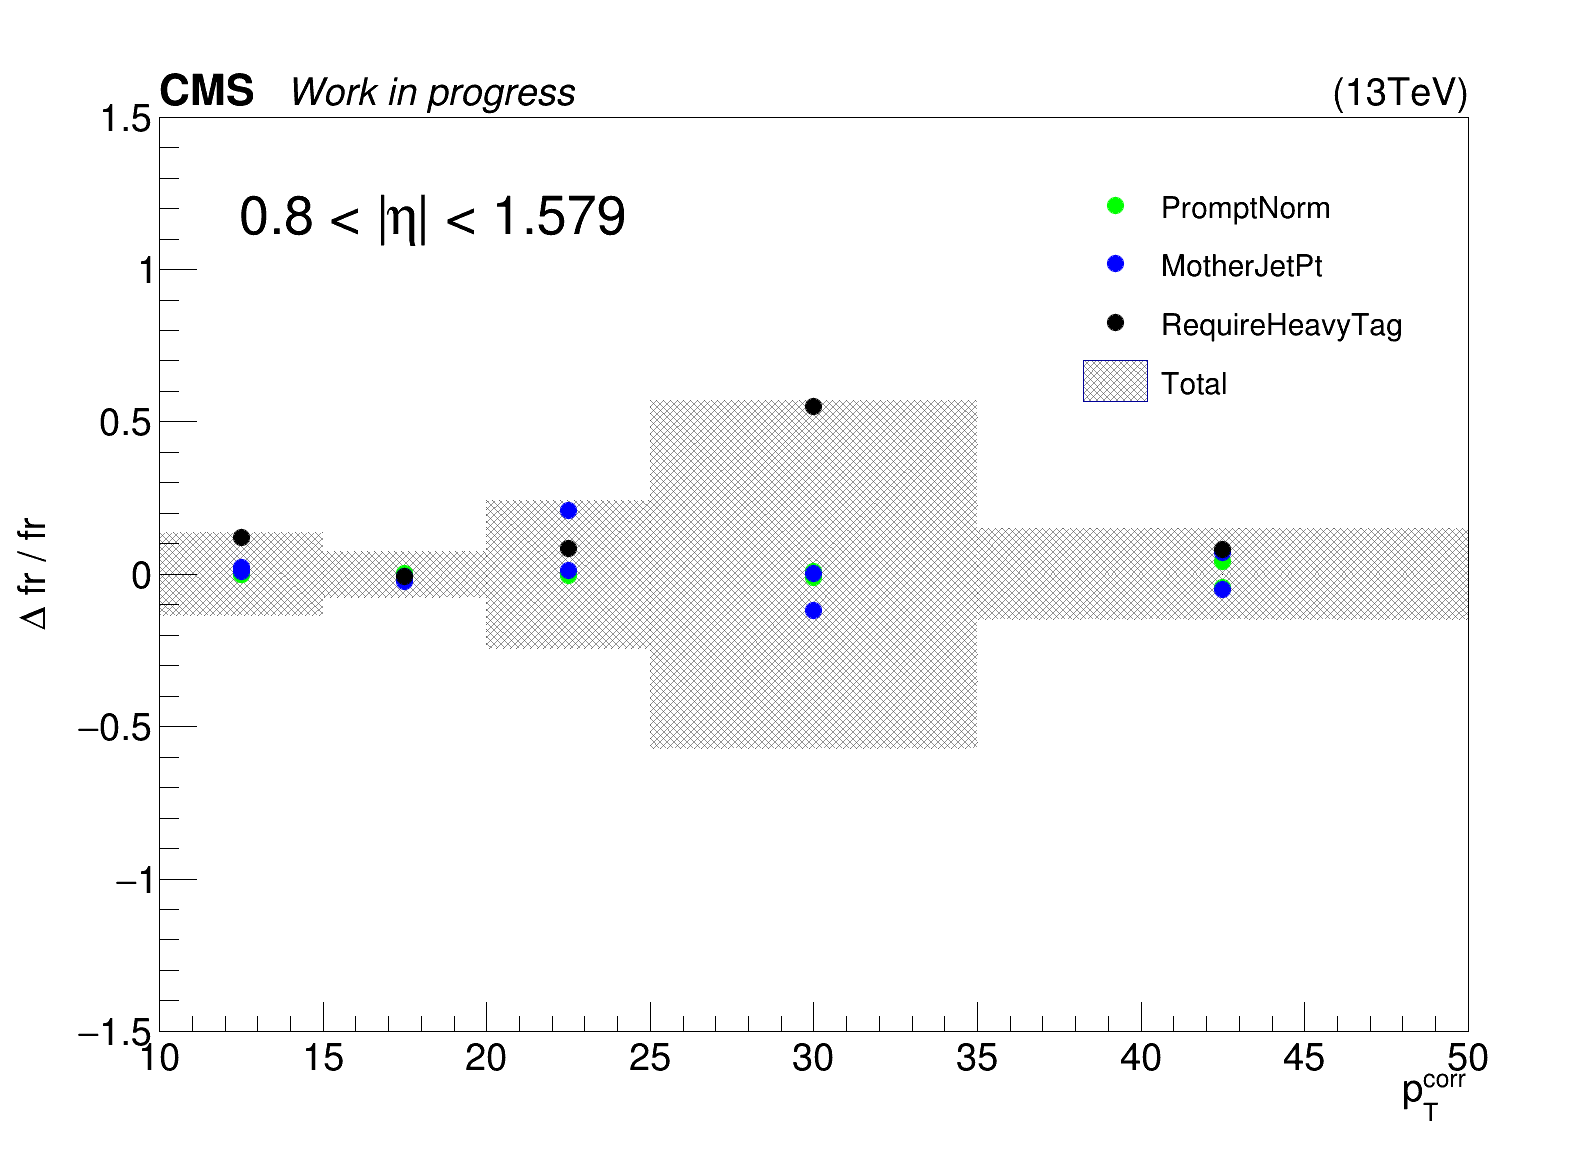 CMS Work in progress (13TeV)
0.8 < |η| < 1.579
PromptNorm
MotherJetPt
RequireHeavyTag
Total
1.5
1
0.5
0
−0.5
−1
−1.5
Δ fr / fr
10 15 20 25 30 35 40 45 50
p_T^corr